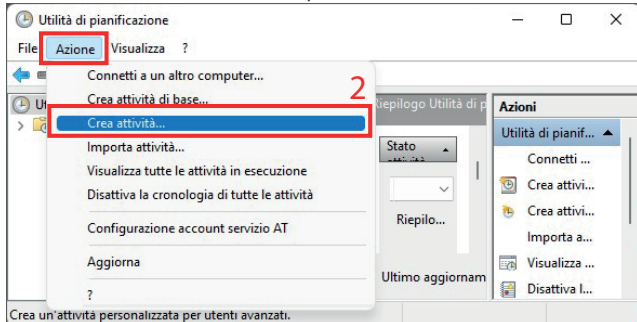 Utilità di pianificazione
File Azione Visualizza ?
Connetti a un altro computer...
2
Crea attività di base...
Crea attività...
Importa attività...
Visualizza tutte le attività in esecuzione
Disattiva la cronologia di tutte le attività
Configurazione account servizio AT
Aggiorna
?
Ut
iepilogo Utilità di p
Stato
attività
Riepilo...
Ultimo aggiornam
Azioni
Utilità di pianif...
Connetti ...
Crea attivi...
Crea attivi...
Importa a...
Visualizza ...
Disattiva l...
Crea un'attività personalizzata per utenti avanzati.